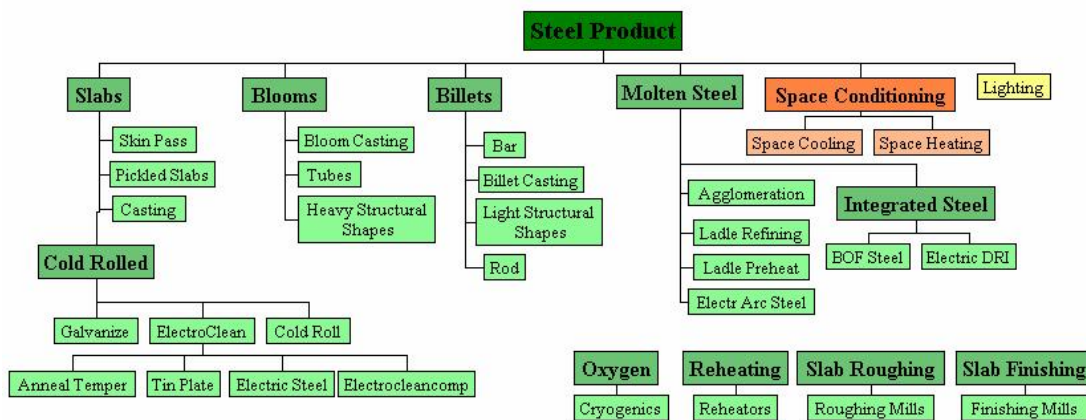 Steel Product
Slabs
Blooms
Billets
Molten Steel
Space Conditioning
Lighting
Skin Pass
Pickled Slabs
Casting
Bloom Casting
Tubes
Heavy Structural
Shapes
Bar
Billet Casting
Light Structural
Shapes
Rod
Space Cooling
Space Heating
Agglomeration
Ladle Refining
Ladle Preheat
Electr Arc Steel
Integrated Steel
BOF Steel
Electric DRI
Cold Rolled
Galvanize
ElectroClean
Cold Roll
Anneal Temper
Tin Plate
Electric Steel
Electrocleancomp
Oxygen
Reheating
Slab Roughing
Slab Finishing
Cryogenics
Reheators
Roughing Mills
Finishing Mills